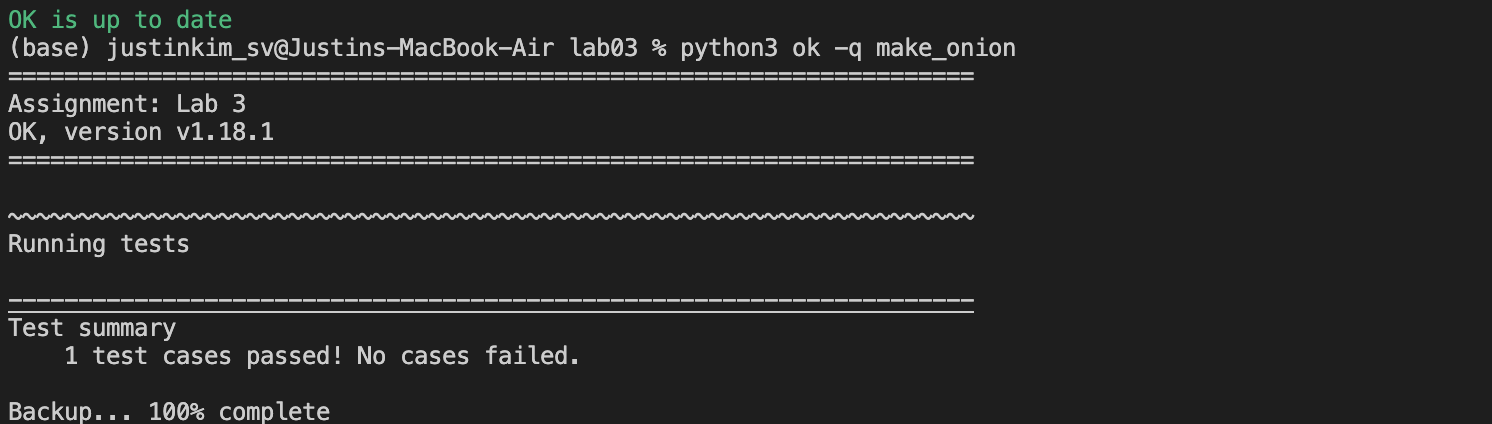 OK is up to date
(base) justinkim_sv@Justins-MacBook-Air lab03 % python3 ok -q make_onion
=====================================================================
Assignment: Lab 3
OK, version v1.18.1
=====================================================================
~~~~~~~~~~~~~~~~~~~~~~~~~~~~~~~~~~~~~~~~~~~~~~~~~~~~~~~~~~~~~~~~~~~~~
Running tests
---------------------------------------------------------------------
Test summary
    1 test cases passed! No cases failed.
Backup... 100% complete